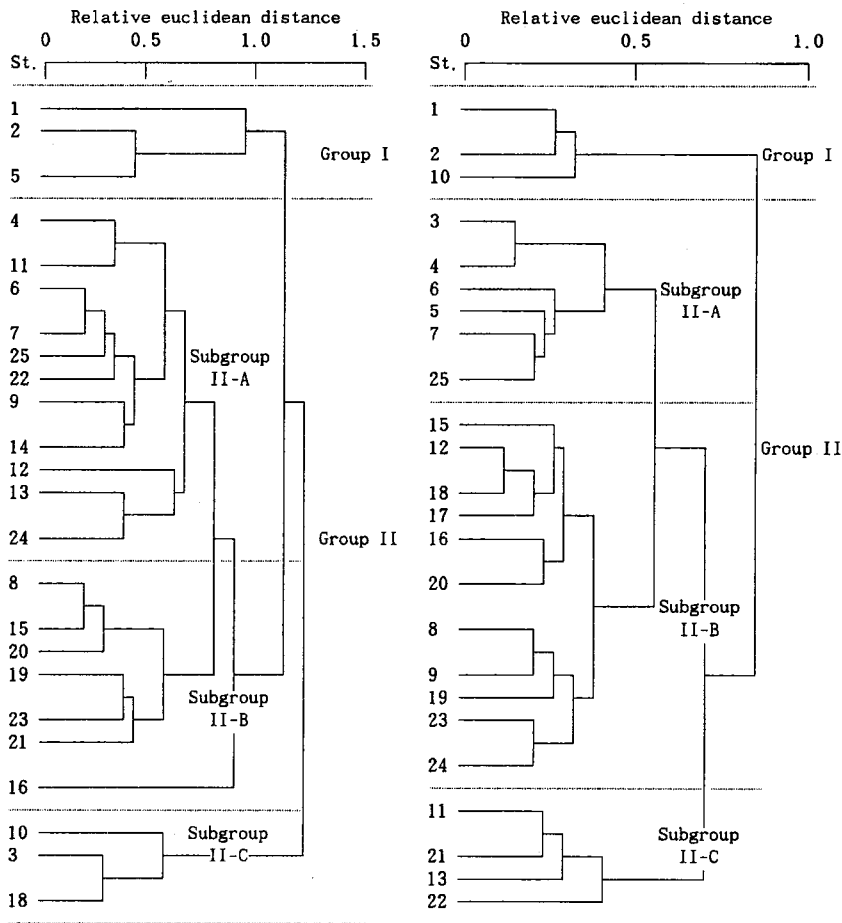 Relative euclidean distance
0 0.5 1.0 1.5
St.
1
2
Group I
5
4
11
6
7
Subgroup
25
II-A
22
9
14
12
13
24
Group II
8
15
20
19
Subgroup
23
II-B
21
16
10
Subgroup
3
II-C
18
Relative euclidean distance
0 0.5 1.0
St.
1
2
Group I
10
3
4
6
Subgroup
5
II-A
7
25
15
12
Group II
18
17
16
20
Subgroup
8
II-B
9
19
23
24
11
Subgroup
21
II-C
13
22